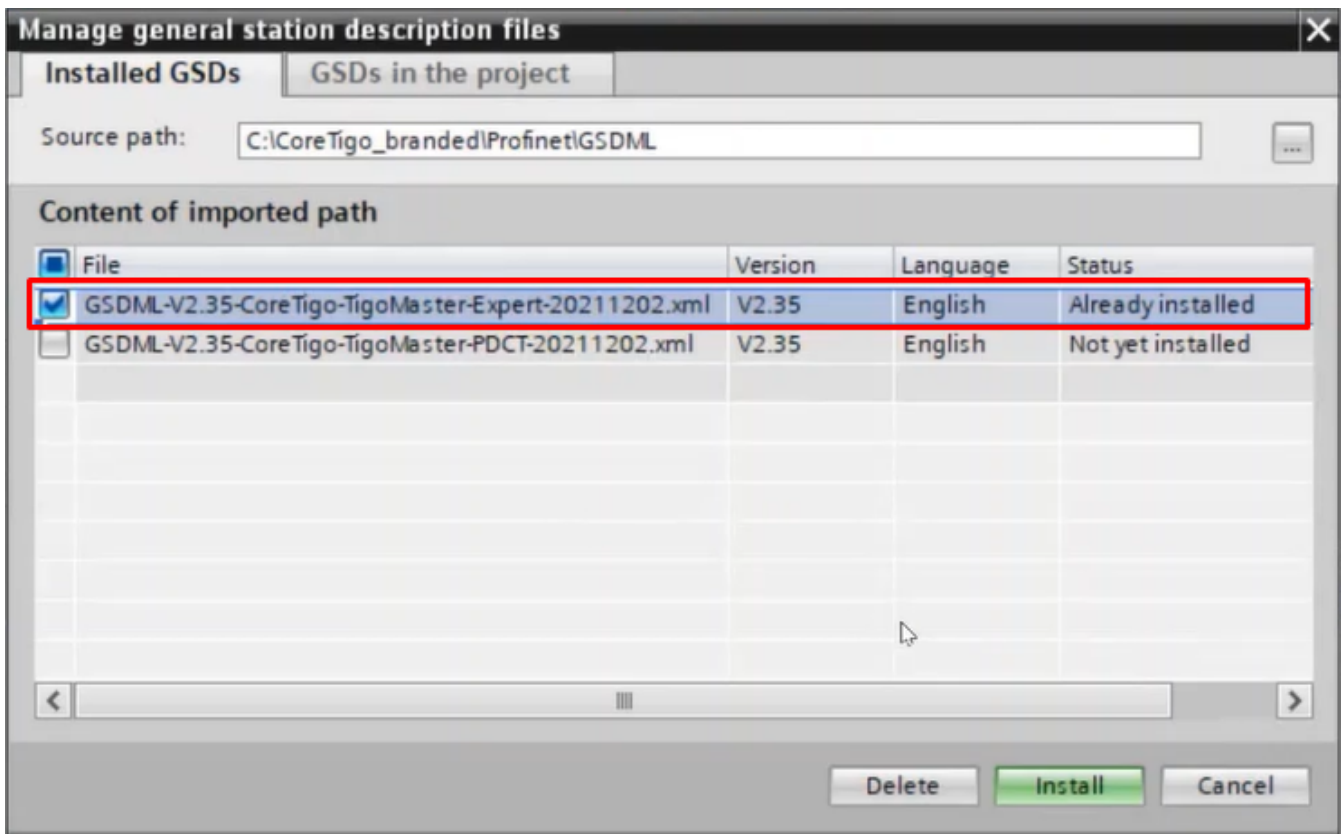 Manage general station description files
Installed GSDs GSDs in the project
Source path: C:\CoreTigo_branded\Profinet\GSDML ...
Content of imported path
File Version Language Status
GSDML-V2.35-CoreTigo-TigoMaster-Expert-20211202.xml V2.35 English Already installed
GSDML-V2.35-CoreTigo-TigoMaster-PDCT-20211202.xml V2.35 English Not yet installed
Delete Install Cancel